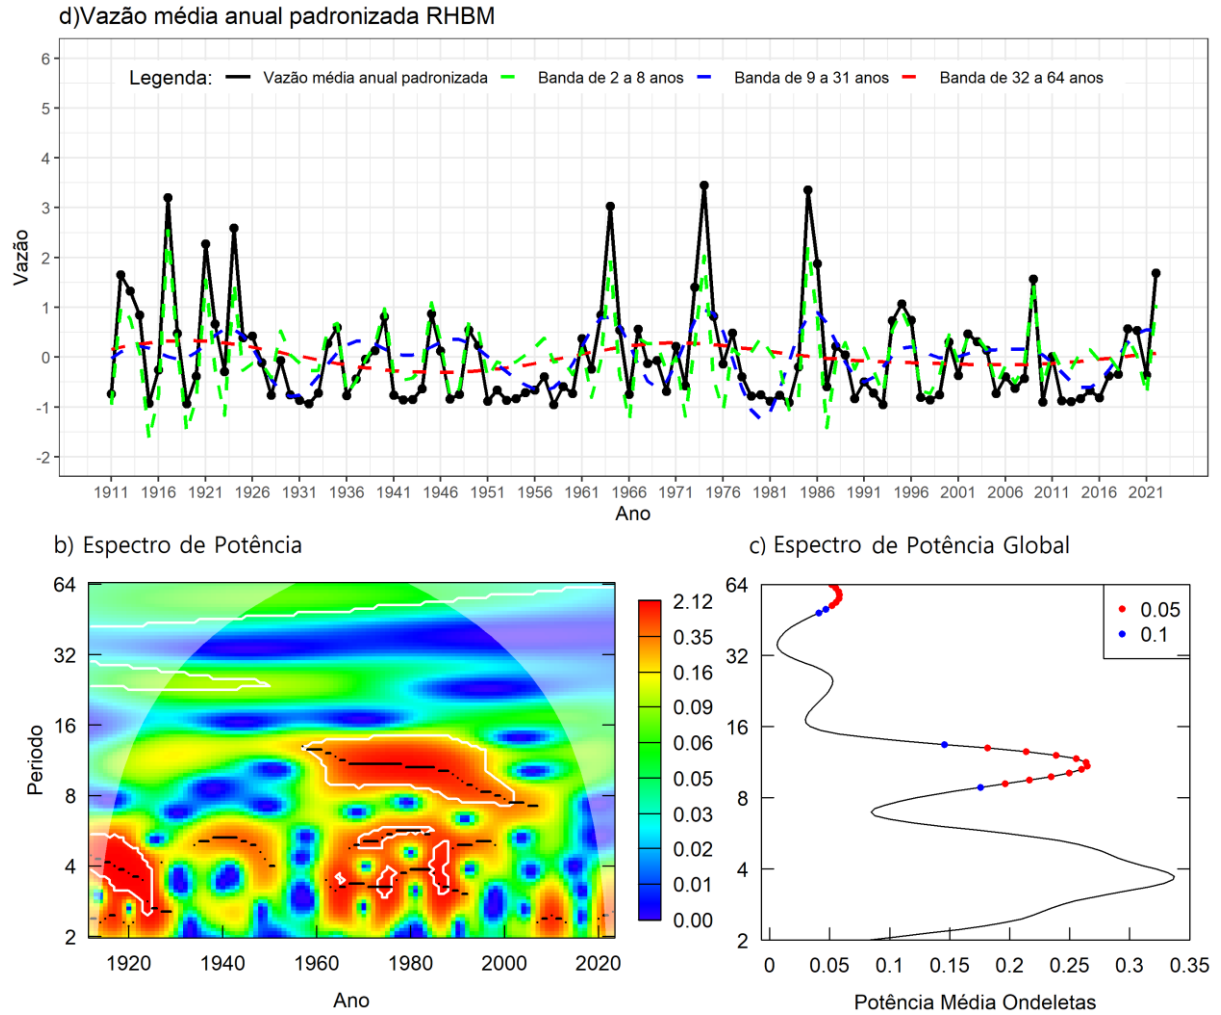 d)Vazão média anual padronizada RHBM
Legenda: Vazão média anual padronizada Banda de 2 a 8 anos Banda de 9 a 31 anos Banda de 32 a 64 anos
6
5
4
3
2
1
0
-1
-2
Vazão
1911 1916 1921 1926 1931 1936 1941 1946 1951 1956 1961 1966 1971 1976 1981 1986 1991 1996 2001 2006 2011 2016 2021
Ano
b) Espectro de Potência
64
32
16
8
4
2
Periodo
1920 1940 1960 1980 2000 2020
Ano
2.12
0.35
0.16
0.09
0.06
0.05
0.04
0.02
0.01
0.00
c) Espectro de Potência Global
64
32
16
8
4
2
0.05
0.1
0 0.05 0.1 0.15 0.2 0.25 0.3 0.35
Potência Média Ondeletas